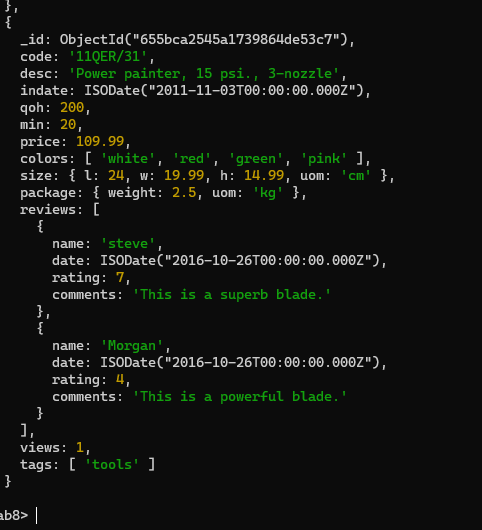 },
{
_id: ObjectId("655bca2545a1739864de53c7"),
code: '11QER/31',
desc: 'Power painter, 15 psi., 3-nozzle',
indate: ISODate("2011-11-03T00:00:00.000Z"),
qoh: 200,
min: 20,
price: 109.99,
colors: [ 'white', 'red', 'green', 'pink' ],
size: { l: 24, w: 19.99, h: 14.99, uom: 'cm' },
package: { weight: 2.5, uom: 'kg' },
reviews: [
{
name: 'steve',
date: ISODate("2016-10-26T00:00:00.000Z"),
rating: 7,
comments: 'This is a superb blade.'
},
{
name: 'Morgan',
date: ISODate("2016-10-26T00:00:00.000Z"),
rating: 4,
comments: 'This is a powerful blade.'
}
],
views: 1,
tags: [ 'tools' ]
}
ab8>